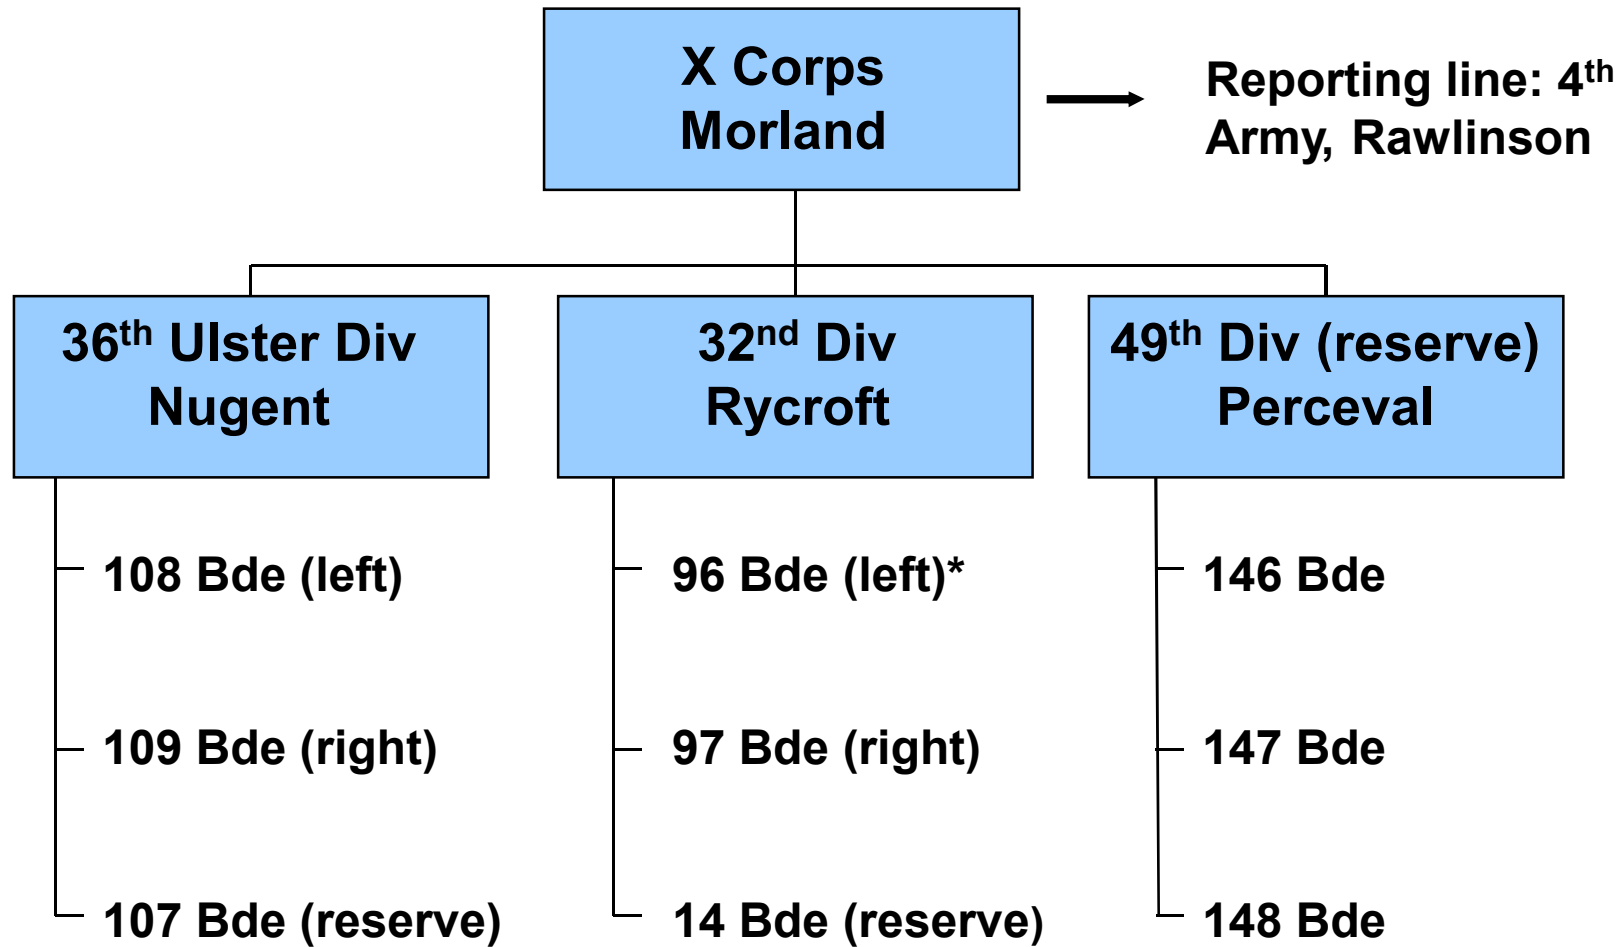 X Corps
Morland
Reporting line: 4th
Army, Rawlinson
36th Ulster Div
Nugent
32nd Div
Rycroft
49th Div (reserve)
Perceval
108 Bde (left)
96 Bde (left)*
146 Bde
109 Bde (right)
97 Bde (right)
147 Bde
107 Bde (reserve)
14 Bde (reserve)
148 Bde